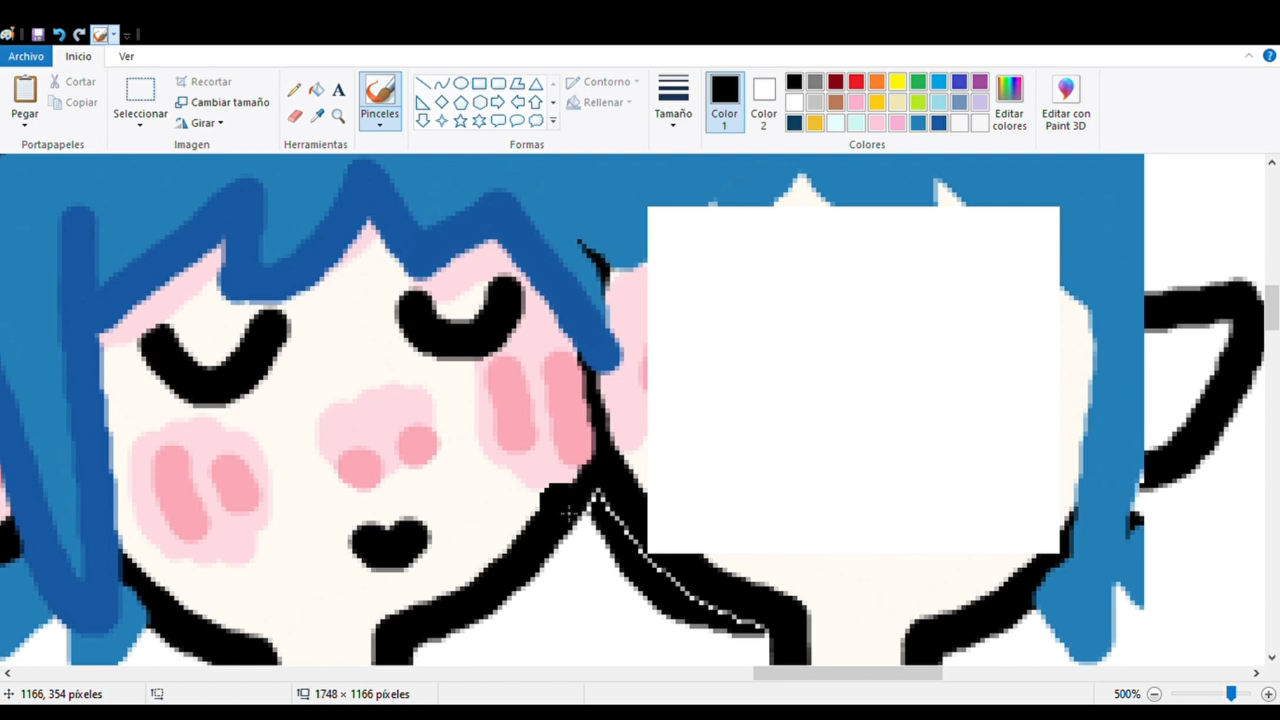 Archivo Inicio Ver
Pegar
Cortar
Copiar
Portapapeles
Seleccionar
Recortar
Cambiar tamaño
Girar
Imagen
A
Herramientas
Pinceles
Contorno
Rellenar
Formas
Tamaño
Color
1
Color
2
Editar
colores
Colores
Editar con
Paint 3D
?
1166, 354 píxeles 1748 × 1166 píxeles 500%